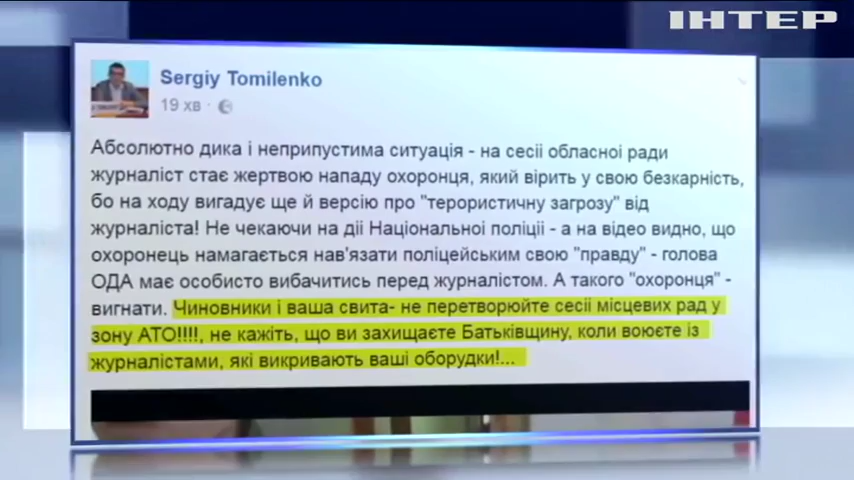 ІНТЕР
Sergiy Tomilenko
19 хв ·
Абсолютно дика і неприпустима ситуація - на сесії обласної ради
журналіст стає жертвою нападу охоронця, який вірить у свою безкарність,
бо на ходу вигадує ще й версію про "терористичну загрозу" від
журналіста! Не чекаючи на дії Національної поліції - а на відео видно, що
охоронець намагається нав'язати поліцейським свою "правду" - голова
ОДА має особисто вибачитись перед журналістом. А такого "охоронця" -
вигнати. Чиновники і ваша свита- не перетворюйте сесії місцевих рад у
зону АТО!!!!, не кажіть, що ви захищаєте Батьківщину, коли воюєте із
журналістами, які викривають ваші оборудки!...